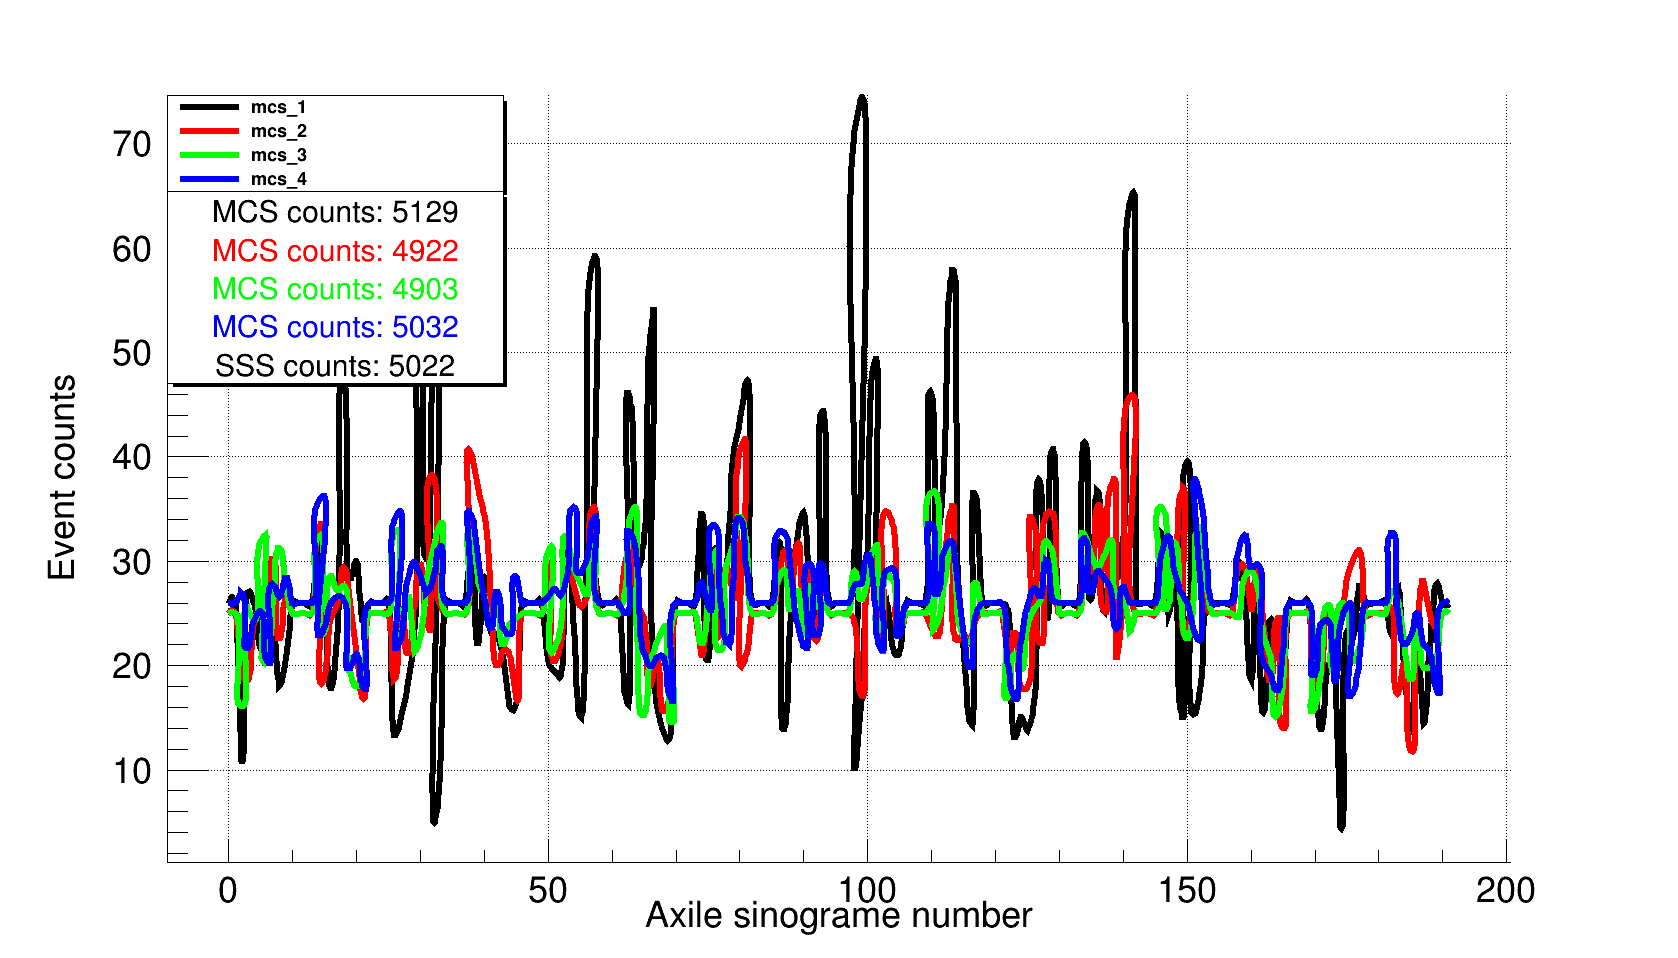 mcs_1
mcs_2
mcs_3
mcs_4
MCS counts: 5129
MCS counts: 4922
MCS counts: 4903
MCS counts: 5032
SSS counts: 5022
70
60
50
40
30
20
10
Event counts
0 50 100 150 200
Axile sinograme number